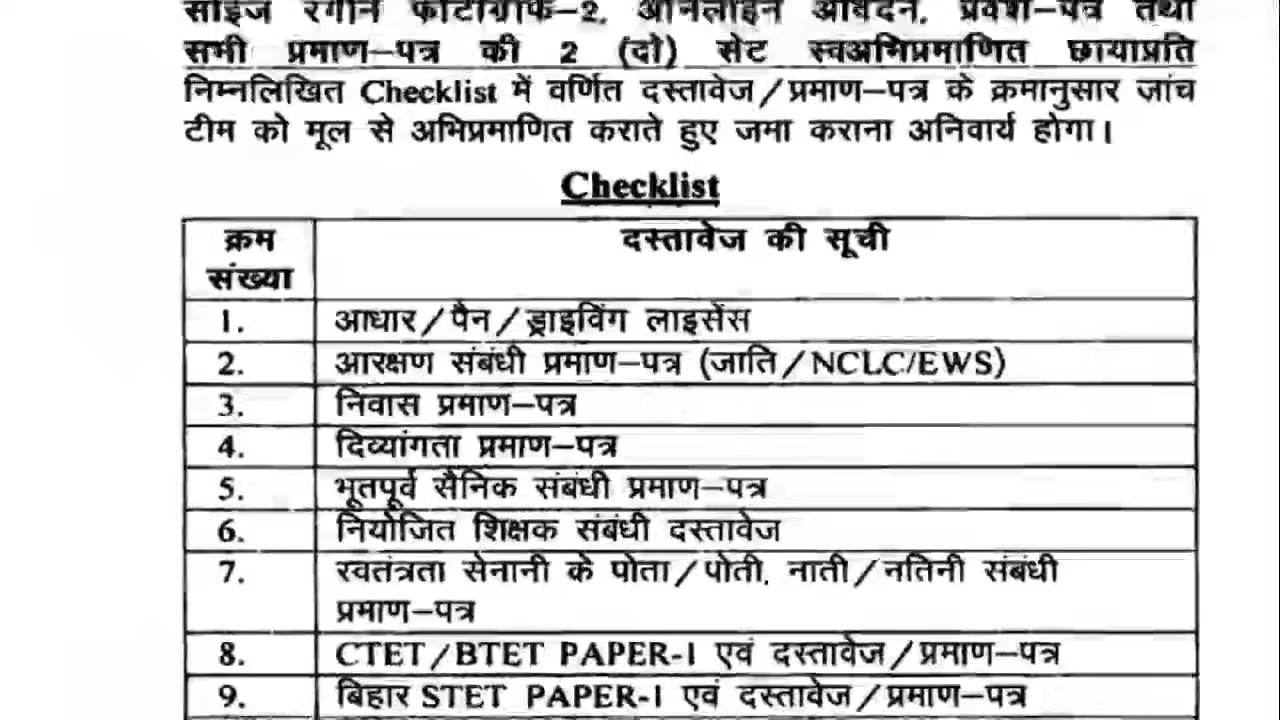 साइज रंगीन फोटोग्राफ–2, ऑनलाइन आवेदन, प्रवेश–पत्र तथा
सभी प्रमाण–पत्र की 2 (दो) सेट स्वअभिप्रमाणित छायाप्रति
निम्नलिखित Checklist में वर्णित दस्तावेज/प्रमाण–पत्र के क्रमानुसार जांच
टीम को मूल से अभिप्रमाणित कराते हुए जमा कराना अनिवार्य होगा।
Checklist
क्रम संख्या दस्तावेज की सूची
1. आधार/पैन/ड्राइविंग लाइसेंस
2. आरक्षण संबंधी प्रमाण–पत्र (जाति/NCLC/EWS)
3. निवास प्रमाण–पत्र
4. दिव्यांगता प्रमाण–पत्र
5. भूतपूर्व सैनिक संबंधी प्रमाण–पत्र
6. नियोजित शिक्षक संबंधी दस्तावेज
7. स्वतंत्रता सेनानी के पोता/पोती, नाती/नतिनी संबंधी
प्रमाण–पत्र
8. CTET/BTET PAPER-I एवं दस्तावेज/प्रमाण–पत्र
9. बिहार STET PAPER-I एवं दस्तावेज/प्रमाण–पत्र